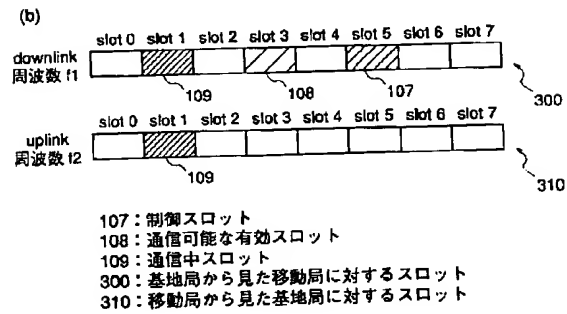 (b)
slot 0 slot 1 slot 2 slot 3 slot 4 slot 5 slot 6 slot 7
downlink
周波数 f1
109 108 107 300
slot 0 slot 1 slot 2 slot 3 slot 4 slot 5 slot 6 slot 7
uplink
周波数 f2
109 310
107：制御スロット
108：通信可能な有効スロット
109：通信中スロット
300：基地局から見た移動局に対するスロット
310：移動局から見た基地局に対するスロット